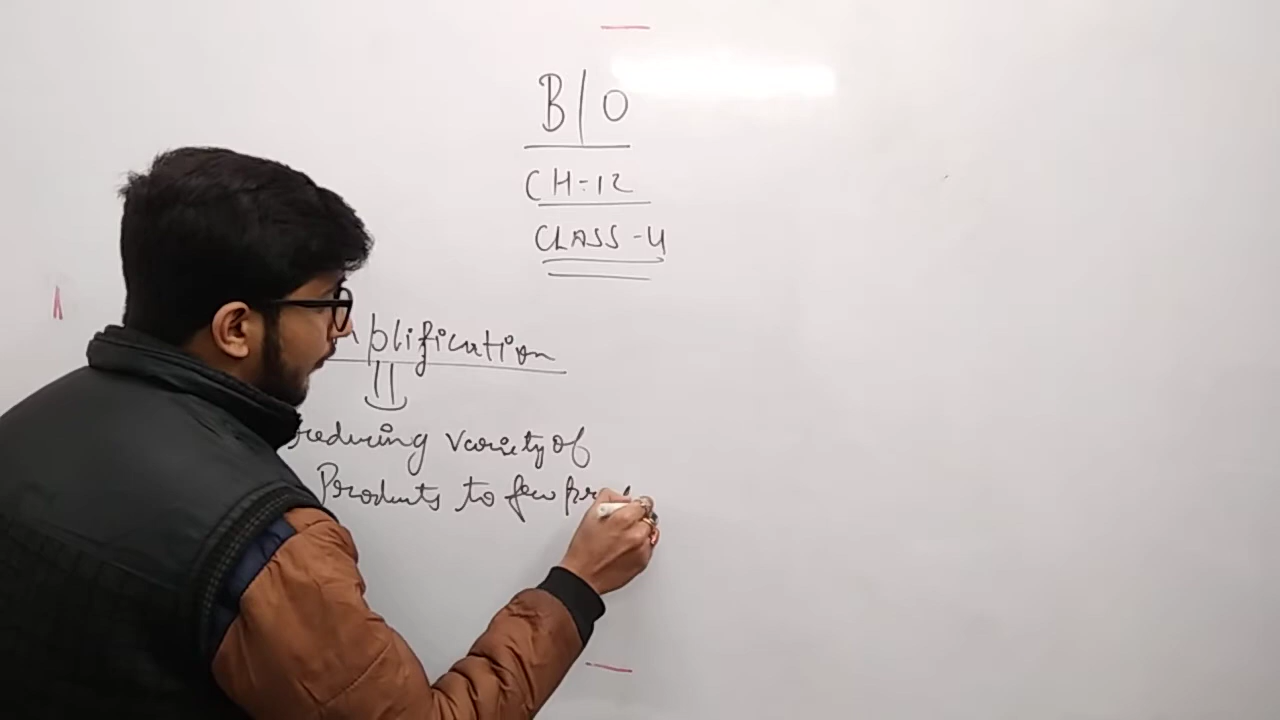 B/O
CH-12
CLASS-4
plification
reducing variety of
Products to few